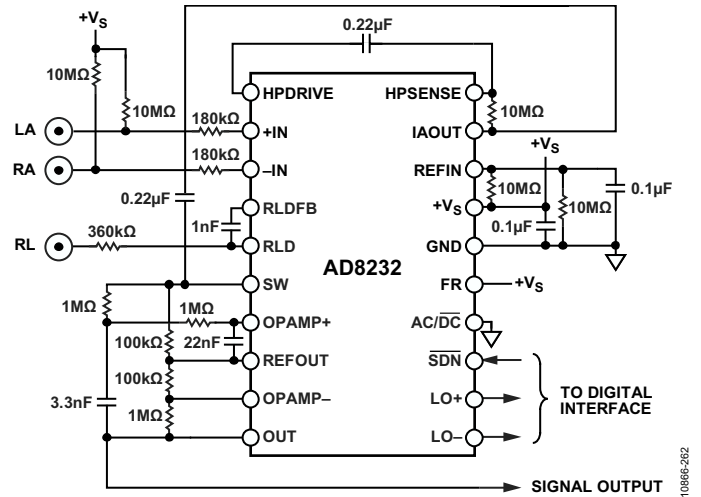 +VS
0.22µF
10MΩ
10MΩ
HPDRIVE
HPSENSE
10MΩ
LA
180kΩ
+IN
IAOUT
+VS
RA
180kΩ
–IN
REFIN
10MΩ
0.1µF
0.22µF
RLDFB
+VS
10MΩ
1nF
0.1µF
RL
360kΩ
RLD
GND
AD8232
SW
FR
+VS
1MΩ
1MΩ
OPAMP+
AC/DC
100kΩ
22nF
REFOUT
SDN
100kΩ
3.3nF
OPAMP–
LO+
TO DIGITAL
INTERFACE
1MΩ
OUT
LO–
SIGNAL OUTPUT
10866-262